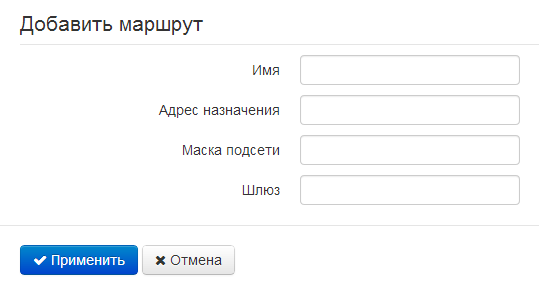 Добавить маршрут
Имя
Адрес назначения
Маска подсети
Шлюз
Применить Отмена